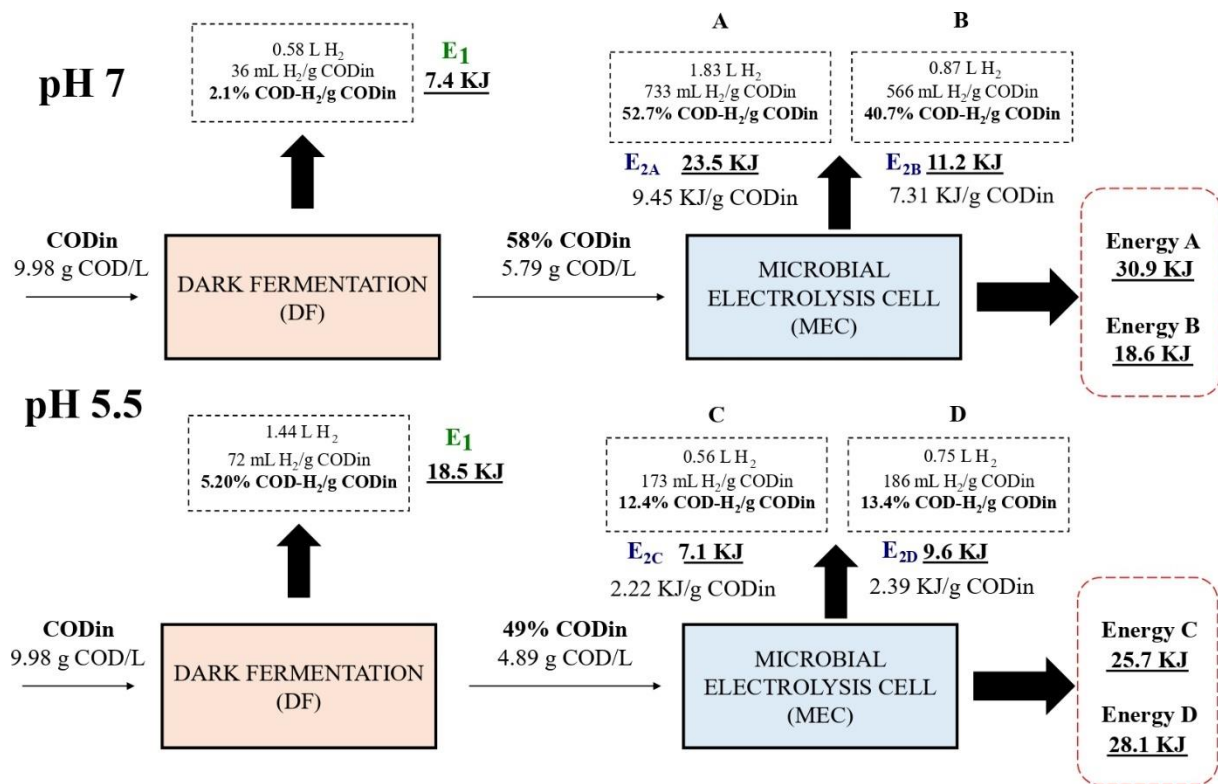 pH 7
0.58 L H₂
36 mL H₂/g CODin
2.1% COD-H₂/g CODin
E1
7.4 KJ
A
1.83 L H₂
733 mL H₂/g CODin
52.7% COD-H₂/g CODin
E2A 23.5 KJ
9.45 KJ/g CODin
B
0.87 L H₂
566 mL H₂/g CODin
40.7% COD-H₂/g CODin
E2B 11.2 KJ
7.31 KJ/g CODin
CODin
9.98 g COD/L
DARK FERMENTATION
(DF)
58% CODin
5.79 g COD/L
MICROBIAL
ELECTROLYSIS CELL
(MEC)
Energy A
30.9 KJ
Energy B
18.6 KJ
pH 5.5
1.44 L H₂
72 mL H₂/g CODin
5.20% COD-H₂/g CODin
E1
18.5 KJ
C
0.56 L H₂
173 mL H₂/g CODin
12.4% COD-H₂/g CODin
E2C 7.1 KJ
2.22 KJ/g CODin
D
0.75 L H₂
186 mL H₂/g CODin
13.4% COD-H₂/g CODin
E2D 9.6 KJ
2.39 KJ/g CODin
CODin
9.98 g COD/L
DARK FERMENTATION
(DF)
49% CODin
4.89 g COD/L
MICROBIAL
ELECTROLYSIS CELL
(MEC)
Energy C
25.7 KJ
Energy D
28.1 KJ